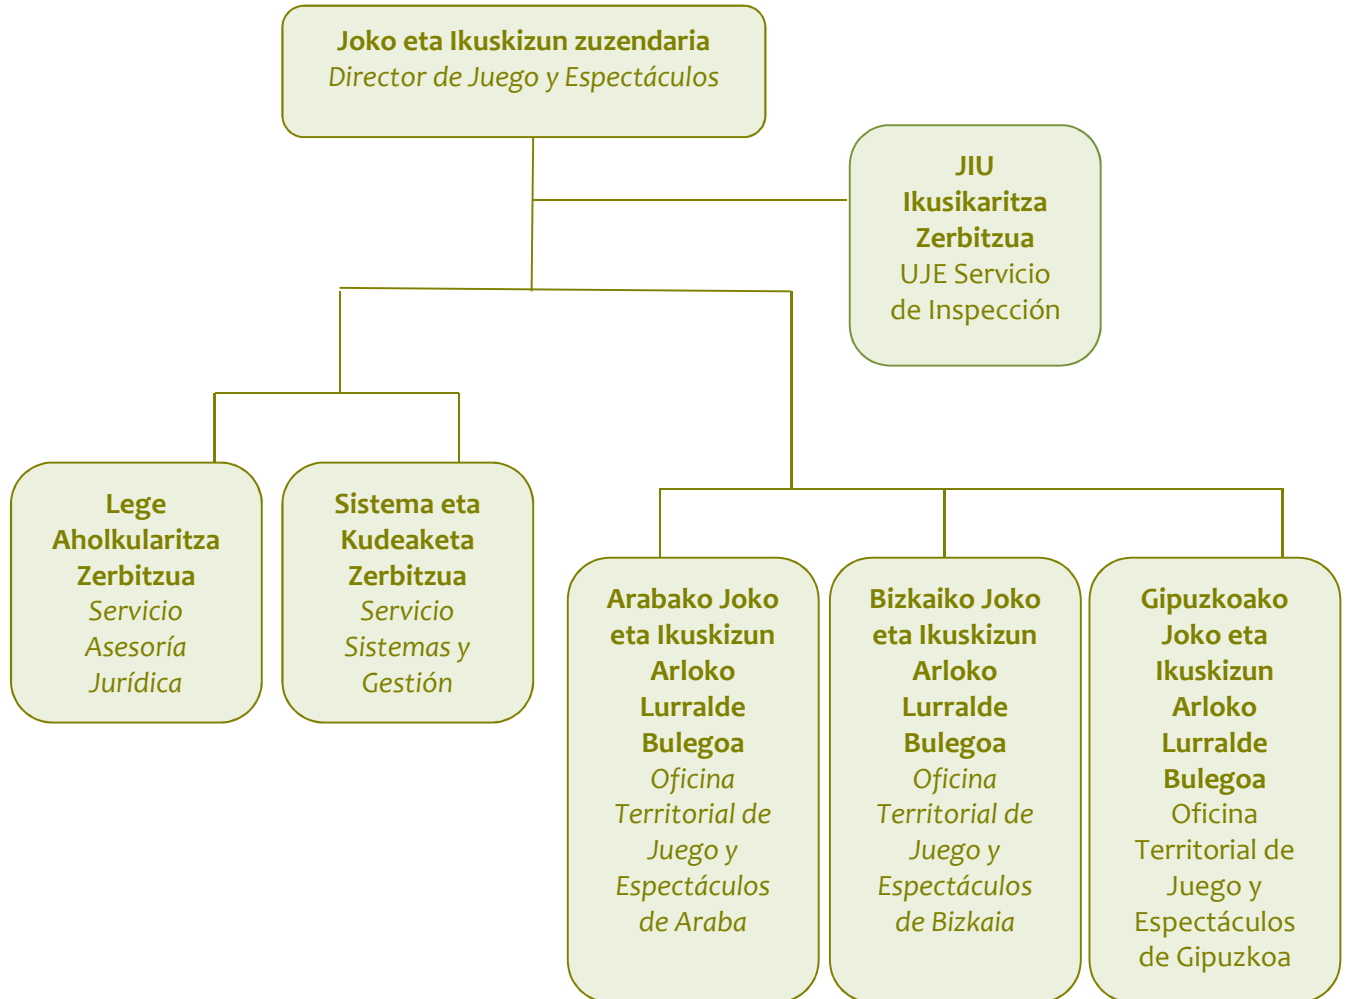 Joko eta Ikuskizun zuzendaria
Director de Juego y Espectáculos
JIU
Ikusikaritza
Zerbitzua
UJE Servicio
de Inspección
Lege
Aholkularitza
Zerbitzua
Servicio
Asesoría
Jurídica
Sistema eta
Kudeaketa
Zerbitzua
Servicio
Sistemas y
Gestión
Arabako Joko
eta Ikuskizun
Arloko
Lurralde
Bulegoa
Oficina
Territorial de
Juego y
Espectáculos
de Araba
Bizkaiko Joko
eta Ikuskizun
Arloko
Lurralde
Bulegoa
Oficina
Territorial de
Juego y
Espectáculos
de Bizkaia
Gipuzkoako
Joko eta
Ikuskizun
Arloko
Lurralde
Bulegoa
Oficina
Territorial de
Juego y
Espectáculos
de Gipuzkoa